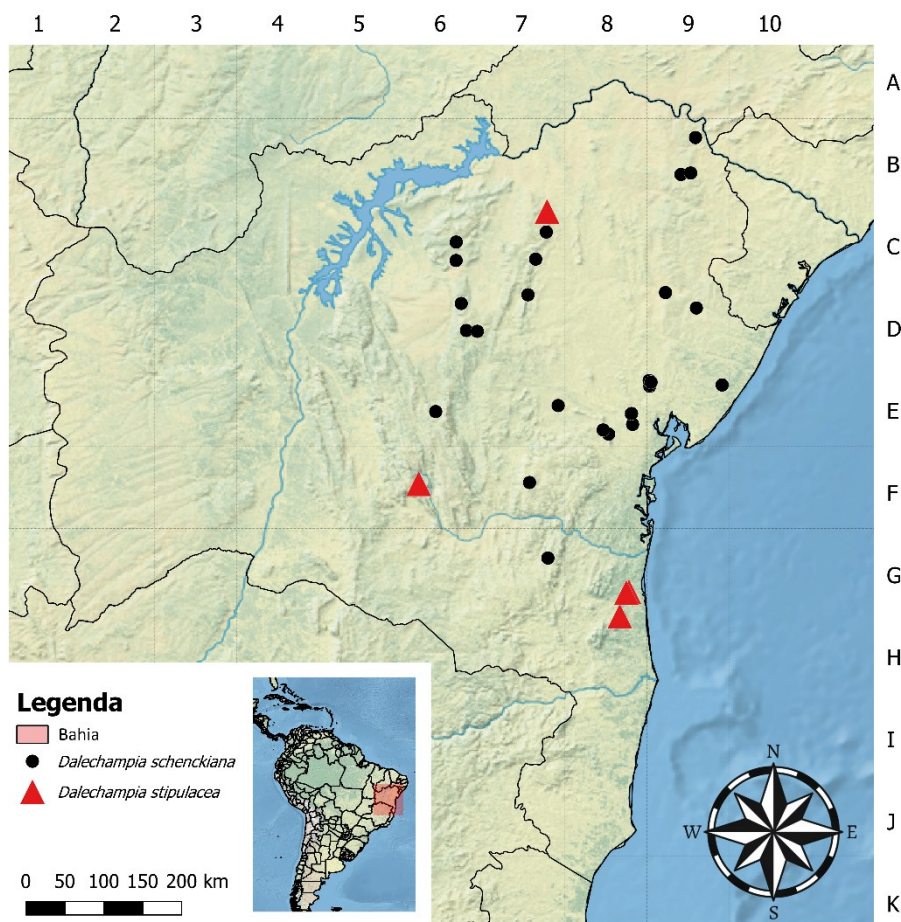 1 2 3 4 5 6 7 8 9 10
A
B
C
D
E
F
G
H
I
J
K
Legenda
Bahia
Dalechampia schenckiana
Dalechampia stipulacea
0 50 100 150 200 km
N
W E
S